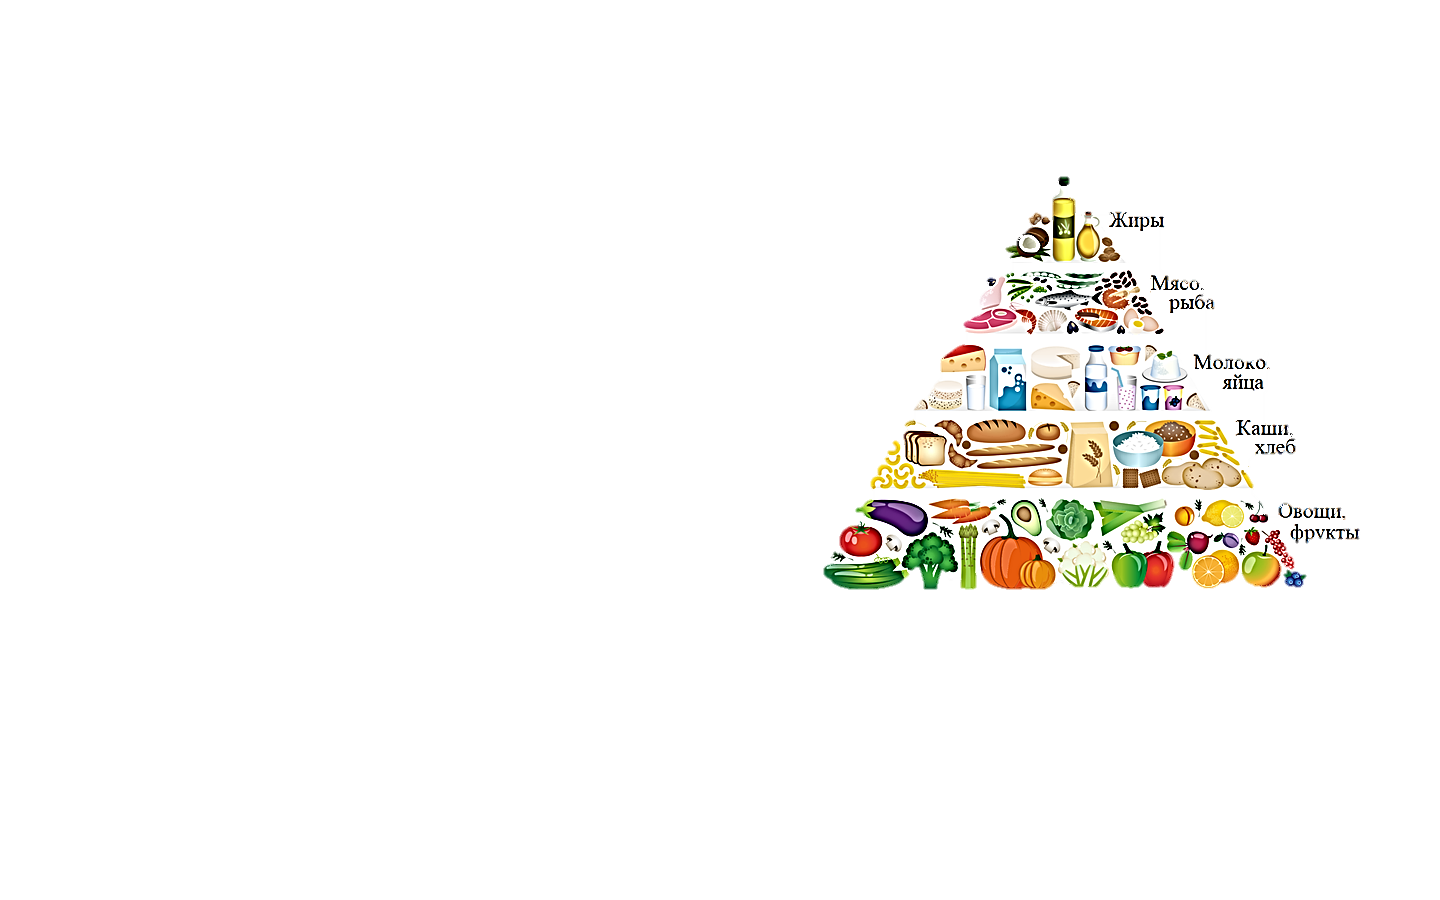 Жиры
Мясо,
рыба
Молоко,
яйца
Каши,
хлеб
Овощи,
фрукты